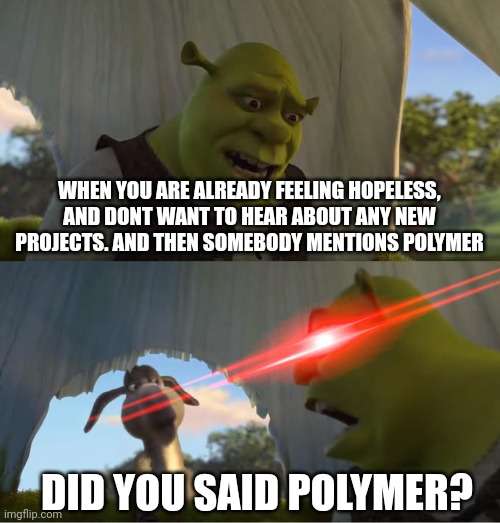 WHEN YOU ARE ALREADY FEELING HOPELESS,
AND DONT WANT TO HEAR ABOUT ANY NEW
PROJECTS. AND THEN SOMEBODY MENTIONS POLYMER
DID YOU SAID POLYMER?
imgflip.com